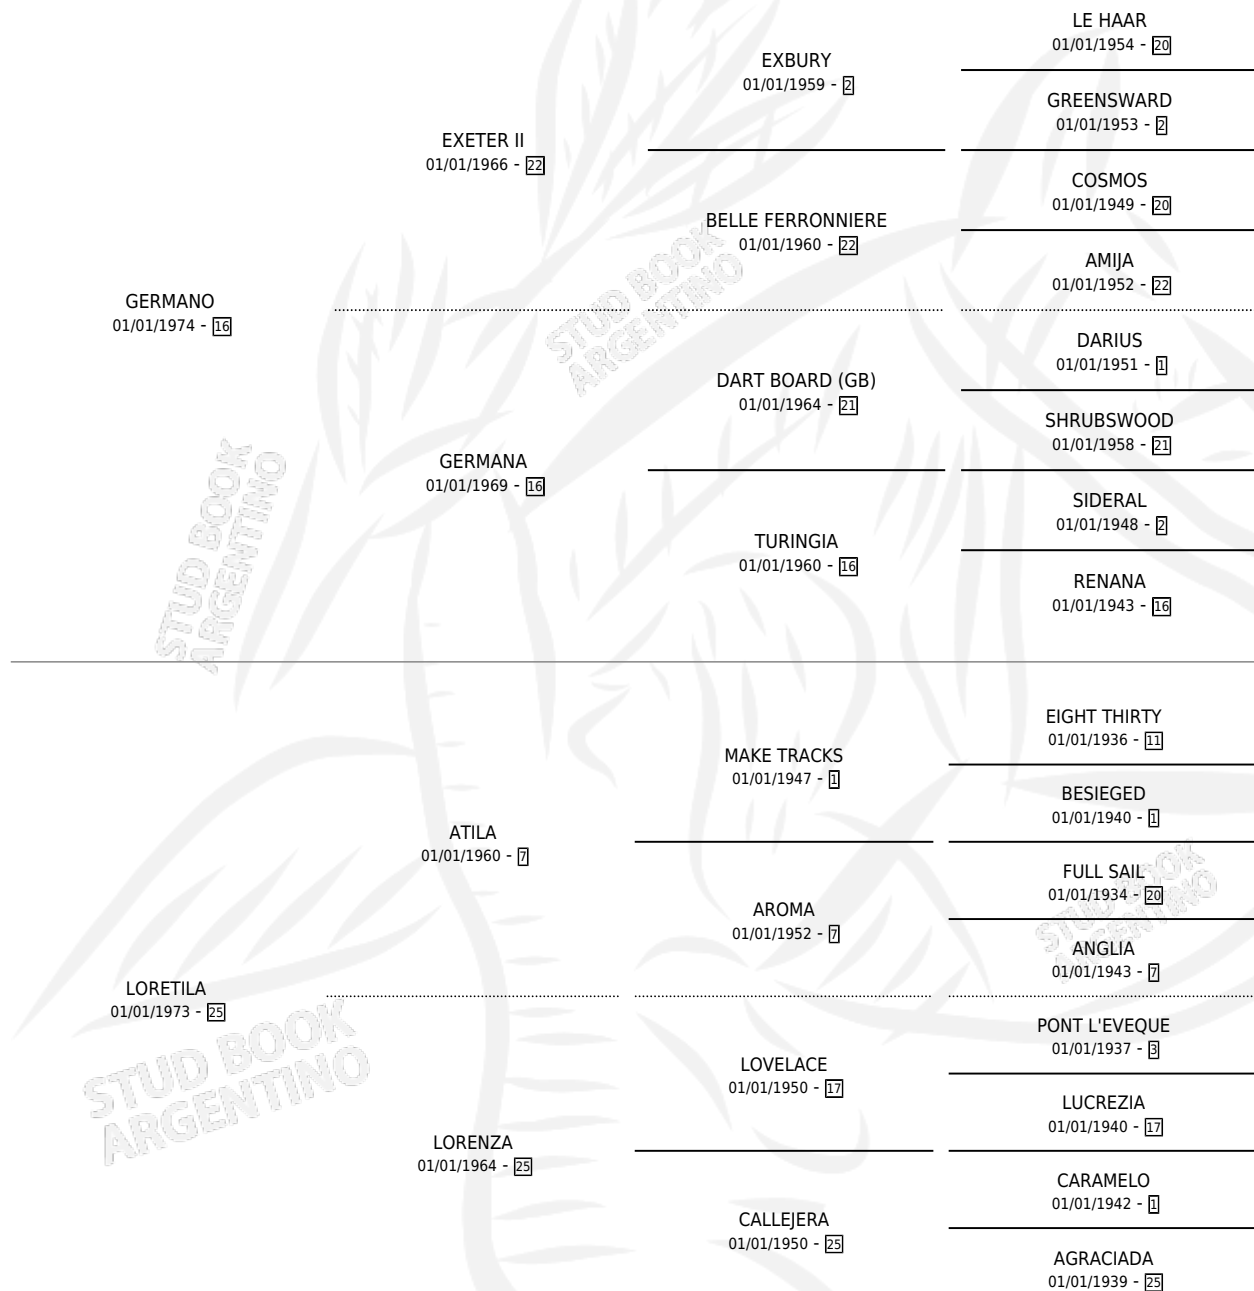 LE HAAR
01/01/1954 - 20
EXBURY
01/01/1959 - 2
GREENSWARD
01/01/1953 - 2
EXETER II
01/01/1966 - 22
COSMOS
01/01/1949 - 20
BELLE FERRONNIERE
01/01/1960 - 22
AMIJA
01/01/1952 - 22
GERMANO
01/01/1974 - 16
DARIUS
01/01/1951 - 1
DART BOARD (GB)
01/01/1964 - 21
SHRUBSWOOD
01/01/1958 - 21
GERMANA
01/01/1969 - 16
SIDERAL
01/01/1948 - 2
TURINGIA
01/01/1960 - 16
RENANA
01/01/1943 - 16
EIGHT THIRTY
01/01/1936 - 11
MAKE TRACKS
01/01/1947 - 1
BESIEGED
01/01/1940 - 1
ATILA
01/01/1960 - 7
FULL SAIL
01/01/1934 - 20
AROMA
01/01/1952 - 7
ANGLIA
01/01/1943 - 7
LORETILA
01/01/1973 - 25
PONT L'EVEQUE
01/01/1937 - 3
LOVELACE
01/01/1950 - 17
LUCREZIA
01/01/1940 - 17
LORENZA
01/01/1964 - 25
CARAMELO
01/01/1942 - 1
CALLEJERA
01/01/1950 - 25
AGRACIADA
01/01/1939 - 25
STUD BOOK
ARGENTINO
STUD BOOK
ARGENTINO
STUD BOOK
ARGENTINO
STUD BOOK
ARGENTINO